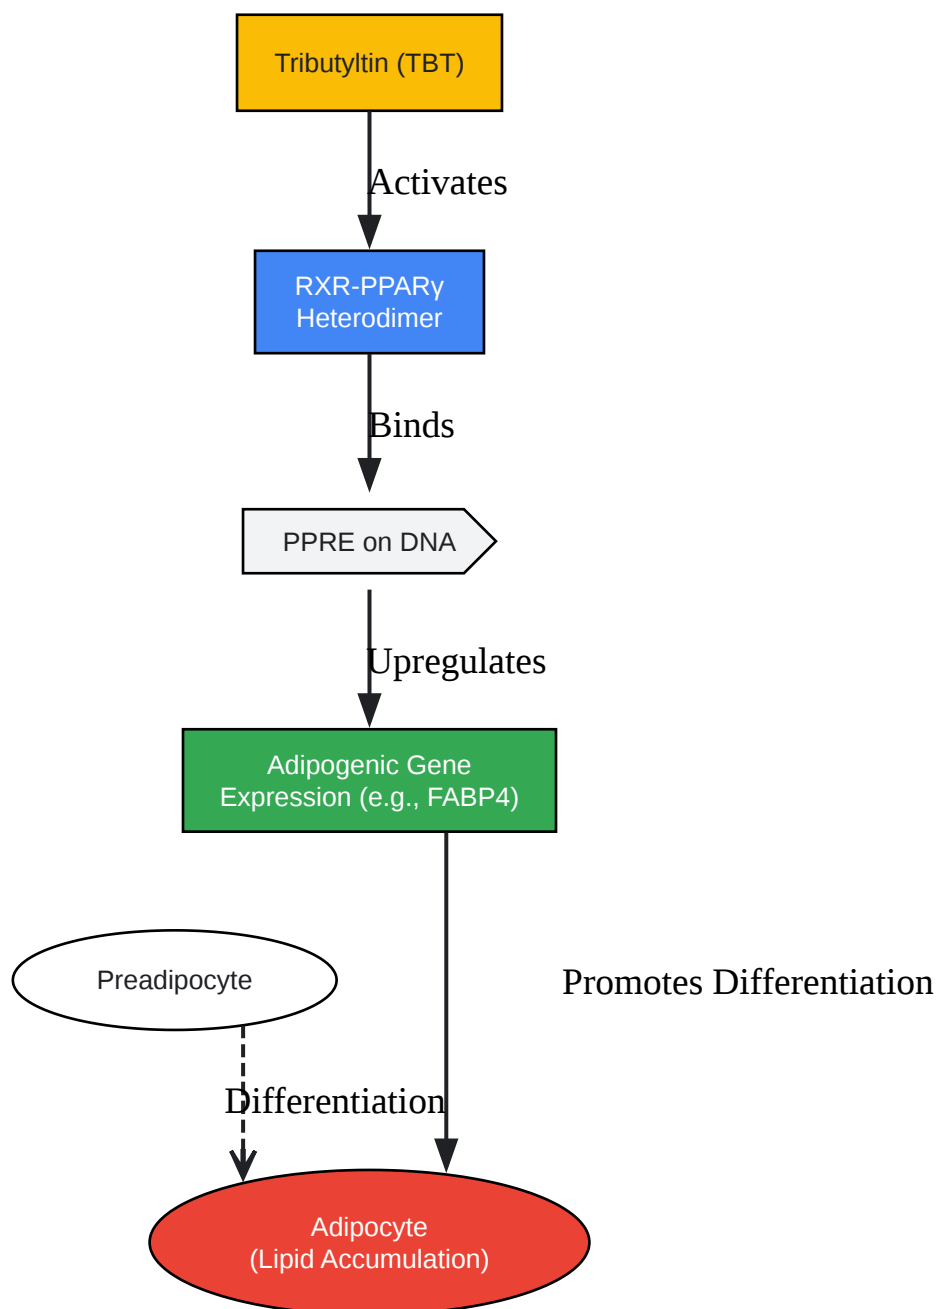 Tributyltin (TBT)
Activates
RXR-PPARγ
Heterodimer
Binds
PPRE on DNA
Upregulates
Adipogenic Gene
Expression (e.g., FABP4)
Preadipocyte
Promotes Differentiation
Differentiation
Adipocyte
(Lipid Accumulation)